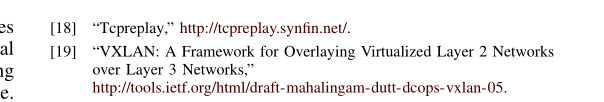 es
al
ng
e.
[18] “Tcpreplay,” http://tcpreplay.synfin.net/.
[19] “VXLAN: A Framework for Overlaying Virtualized Layer 2 Networks
over Layer 3 Networks,”
http://tools.ietf.org/html/draft-mahalingam-dutt-dcops-vxlan-05.